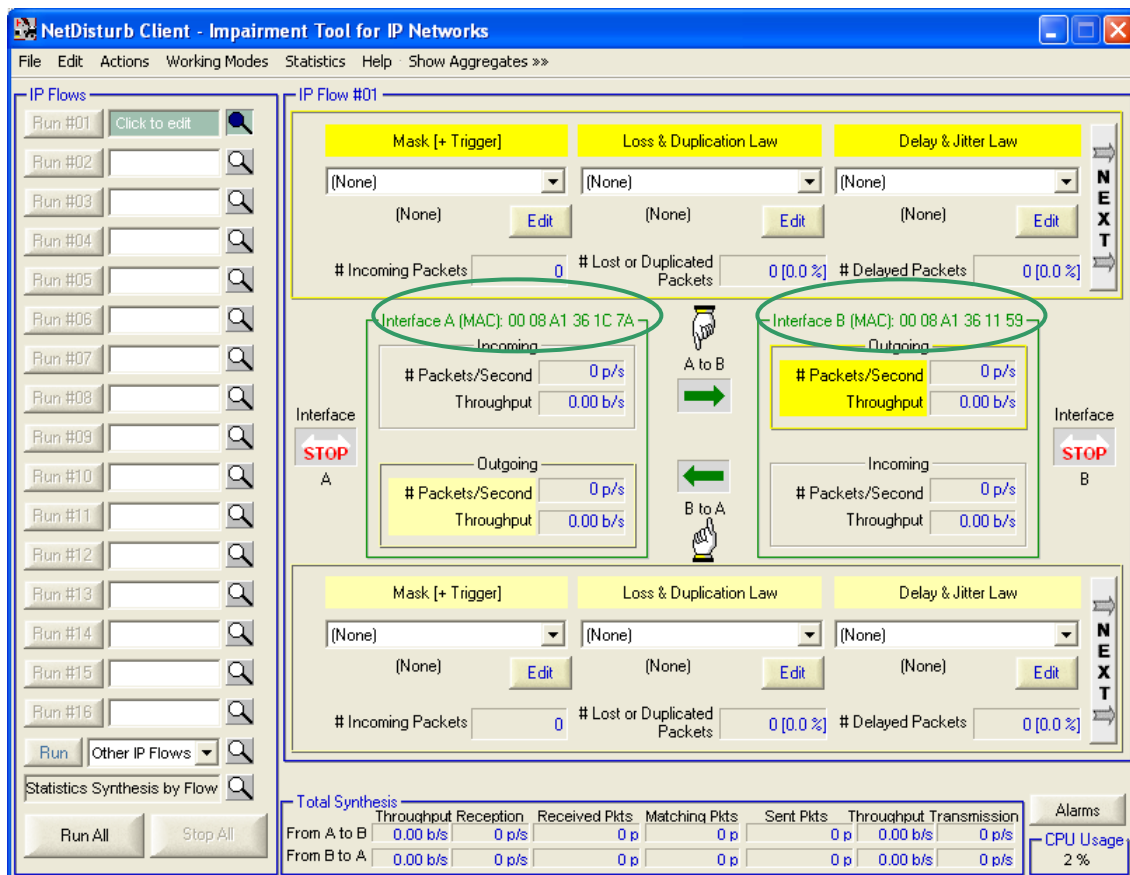 NetDisturb Client - Impairment Tool for IP Networks
File Edit Actions Working Modes Statistics Help Show Aggregates »»
IP Flows
Run #01 Click to edit
Run #02
Run #03
Run #04
Run #05
Run #06
Run #07
Run #08
Run #09
Run #10
Run #11
Run #12
Run #13
Run #14
Run #15
Run #16
Run Other IP Flows
Statistics Synthesis by Flow
Run All Stop All
IP Flow #01
Mask [+ Trigger] Loss & Duplication Law Delay & Jitter Law
(None) (None) (None)
(None) Edit (None) Edit (None) Edit
# Incoming Packets 0 # Lost or Duplicated Packets 0 [0.0 %] # Delayed Packets 0 [0.0 %]
NEXT
Interface A (MAC): 00 08 A1 36 1C 7A
Incoming
# Packets/Second 0 p/s
Throughput 0.00 b/s
Outgoing
# Packets/Second 0 p/s
Throughput 0.00 b/s
Interface
STOP
A
A to B
B to A
Interface B (MAC): 00 08 A1 36 11 59
Outgoing
# Packets/Second 0 p/s
Throughput 0.00 b/s
Incoming
# Packets/Second 0 p/s
Throughput 0.00 b/s
Interface
STOP
B
Mask [+ Trigger] Loss & Duplication Law Delay & Jitter Law
(None) (None) (None)
(None) Edit (None) Edit (None) Edit
# Incoming Packets 0 # Lost or Duplicated Packets 0 [0.0 %] # Delayed Packets 0 [0.0 %]
NEXT
Total Synthesis
Throughput Reception Received Pkts Matching Pkts Sent Pkts Throughput Transmission
From A to B 0.00 b/s 0 p/s 0 p 0 p 0 p 0.00 b/s 0 p/s
From B to A 0.00 b/s 0 p/s 0 p 0 p 0 p 0.00 b/s 0 p/s
Alarms
CPU Usage
2 %